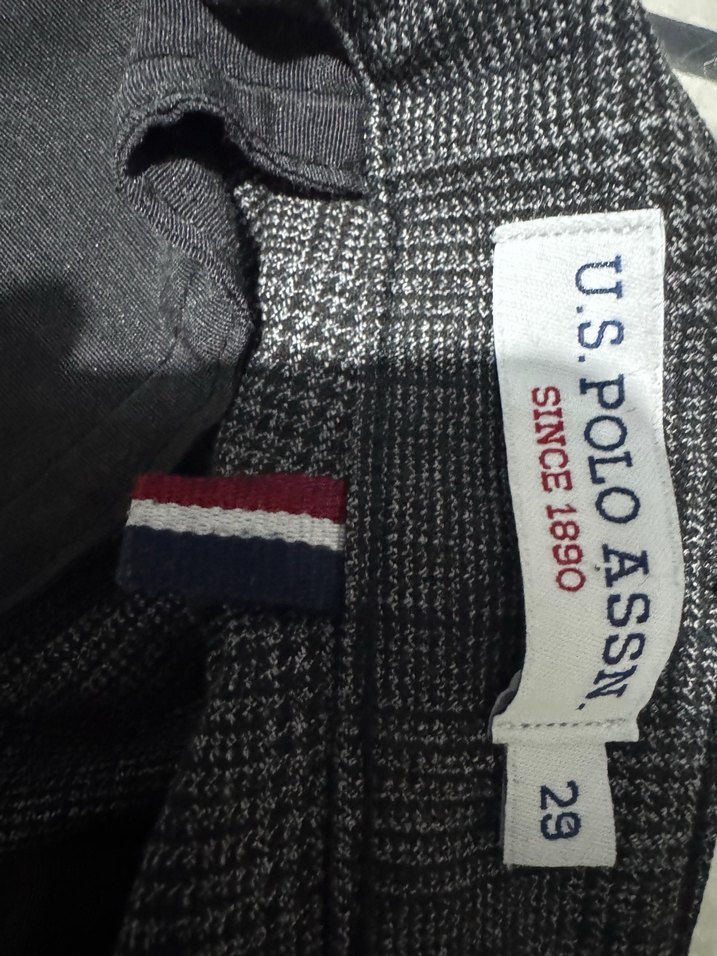 U.S. POLO ASSN.
SINCE 1890
29